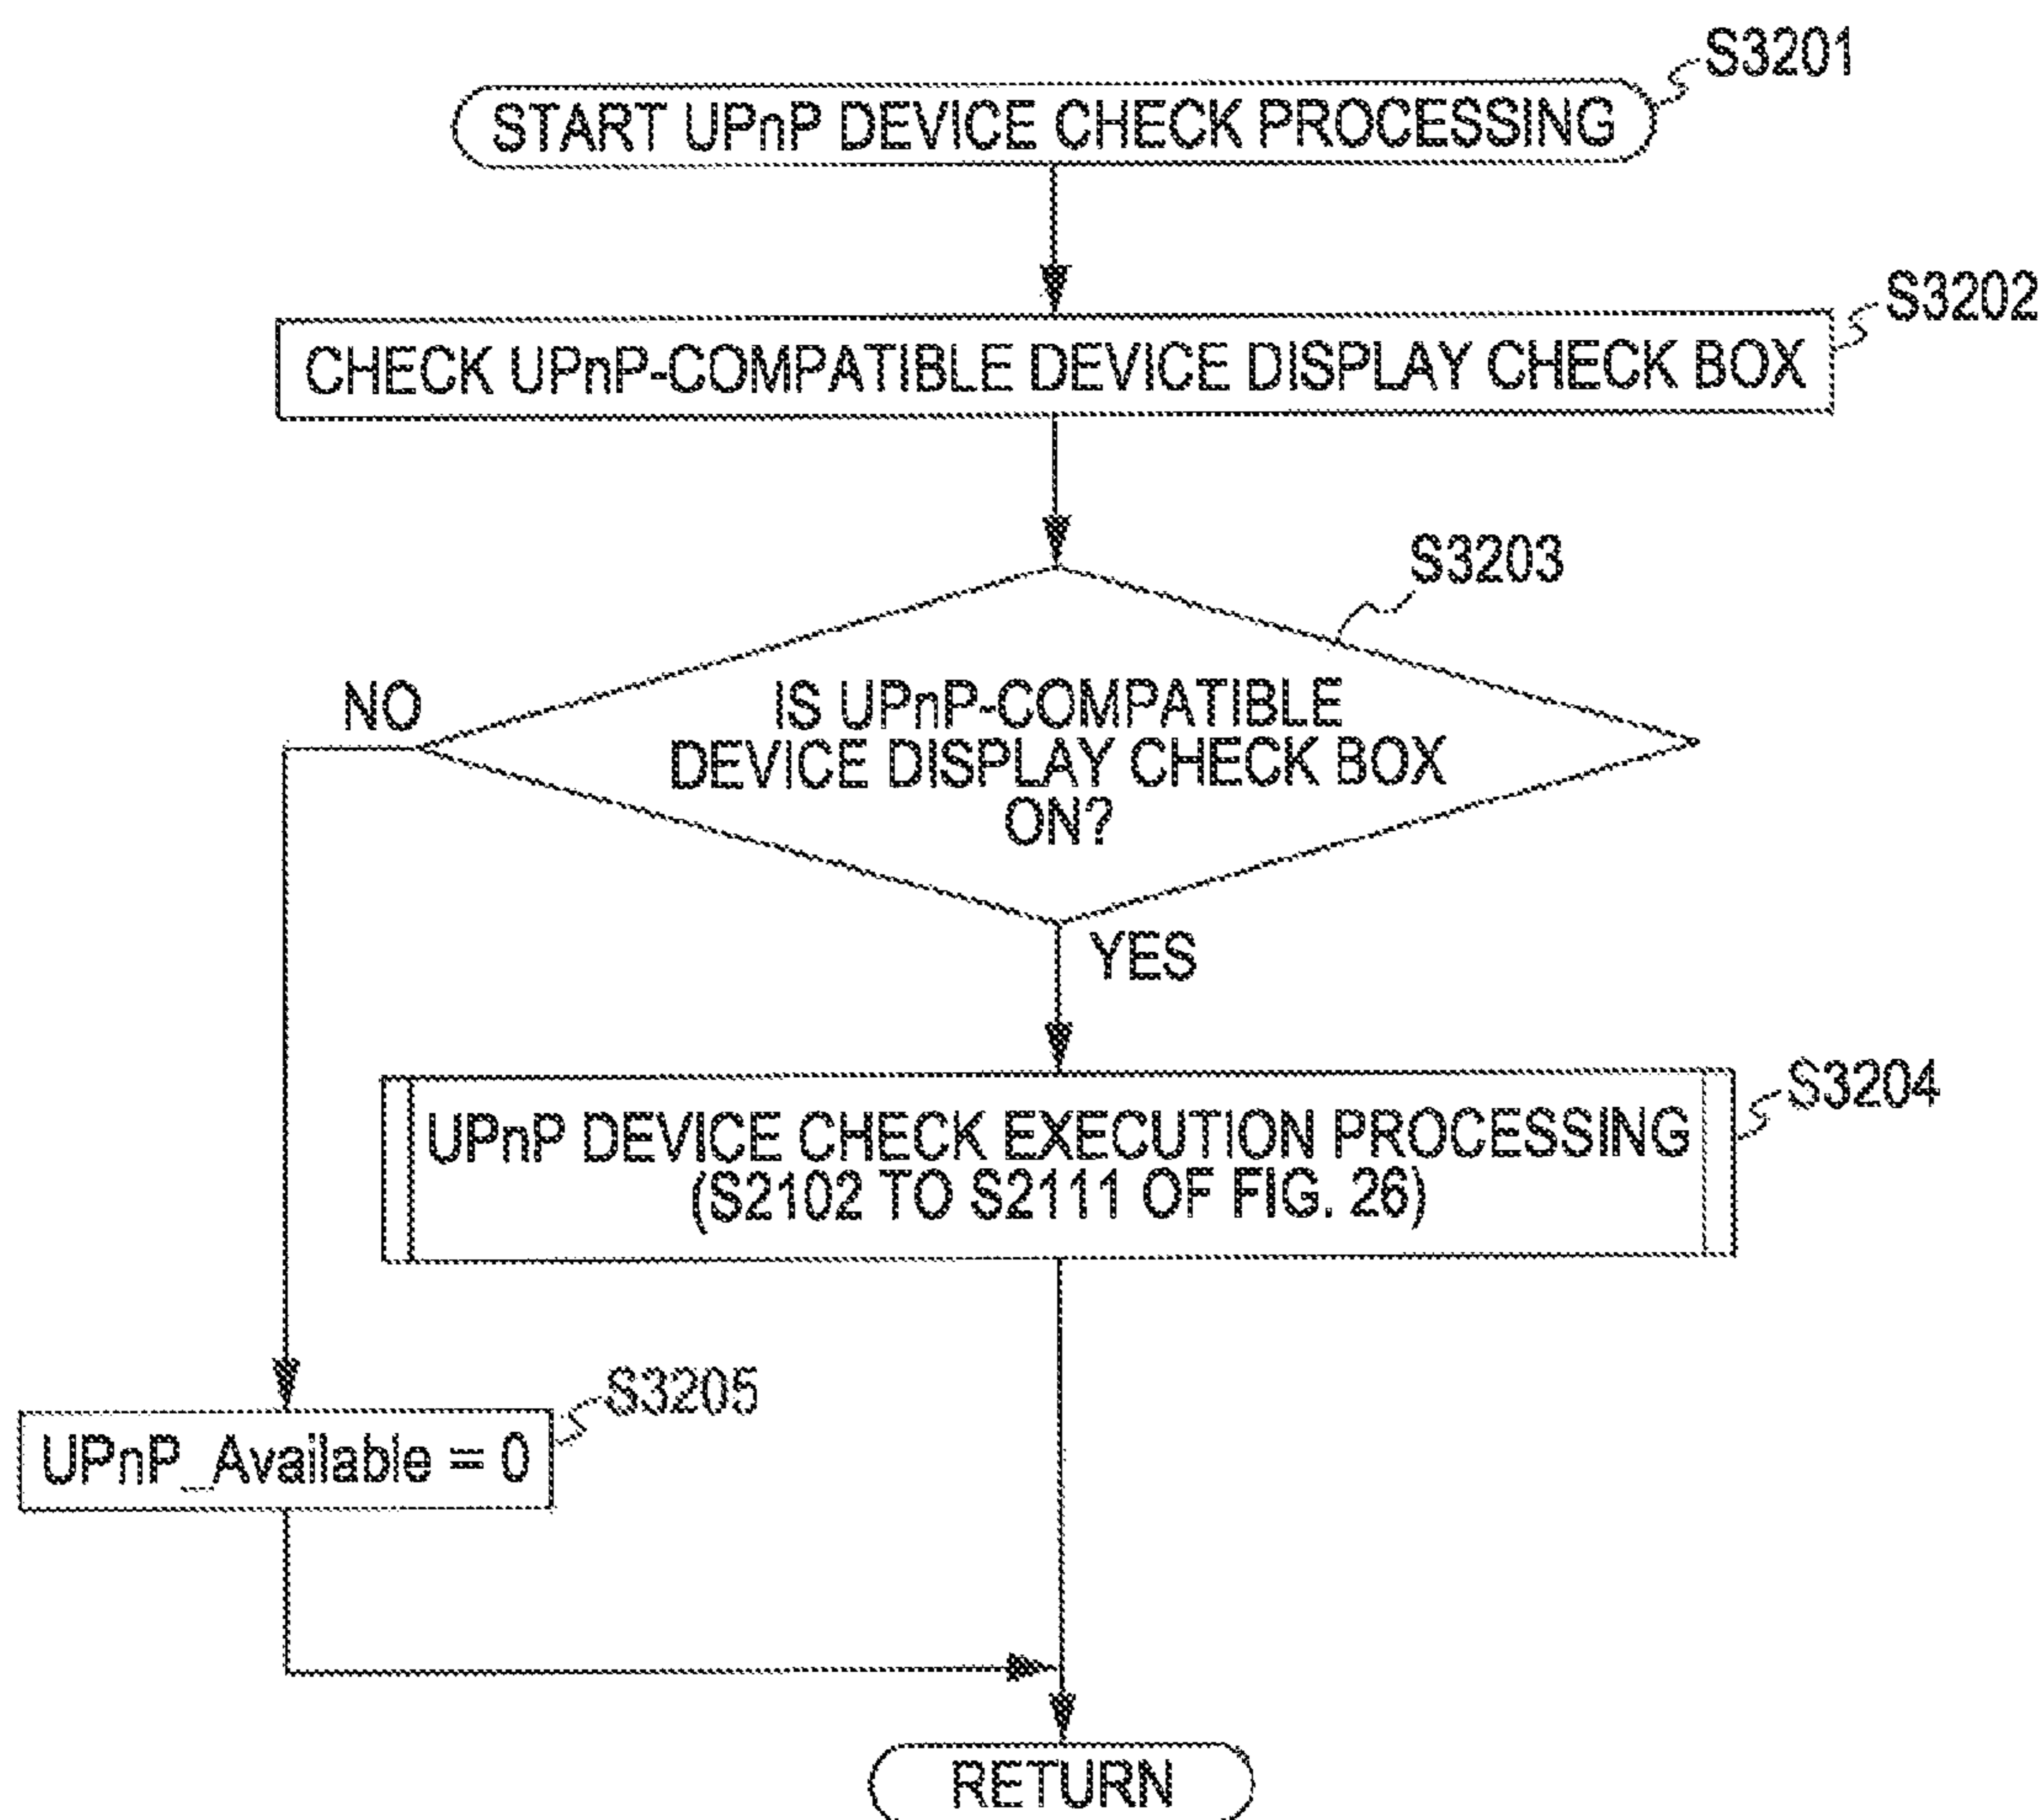 S3201
START UPnP DEVICE CHECK PROCESSING
S3202
CHECK UPnP-COMPATIBLE DEVICE DISPLAY CHECK BOX
S3203
NO
IS UPnP-COMPATIBLE
DEVICE DISPLAY CHECK BOX
ON?
YES
S3204
UPnP DEVICE CHECK EXECUTION PROCESSING
(S2102 TO S2111 OF FIG. 26)
S3205
UPnP_Available = 0
RETURN